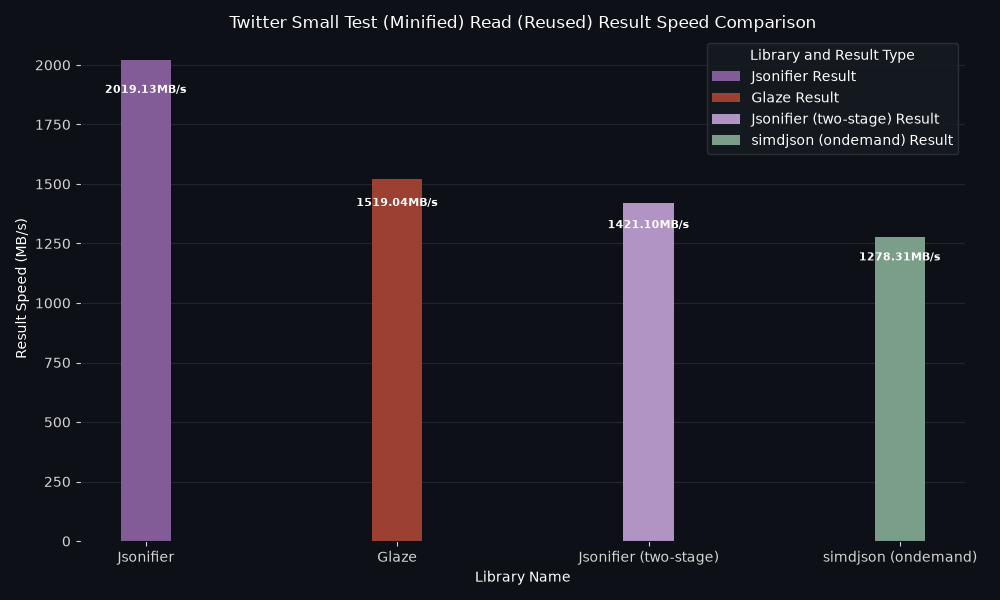 Twitter Small Test (Minified) Read (Reused) Result Speed Comparison
Library and Result Type
Jsonifier Result
Glaze Result
Jsonifier (two-stage) Result
simdjson (ondemand) Result
Result Speed (MB/s)
2000
1750
1500
1250
1000
750
500
250
0
2019.13MB/s
1519.04MB/s
1421.10MB/s
1278.31MB/s
Jsonifier
Glaze
Jsonifier (two-stage)
simdjson (ondemand)
Library Name